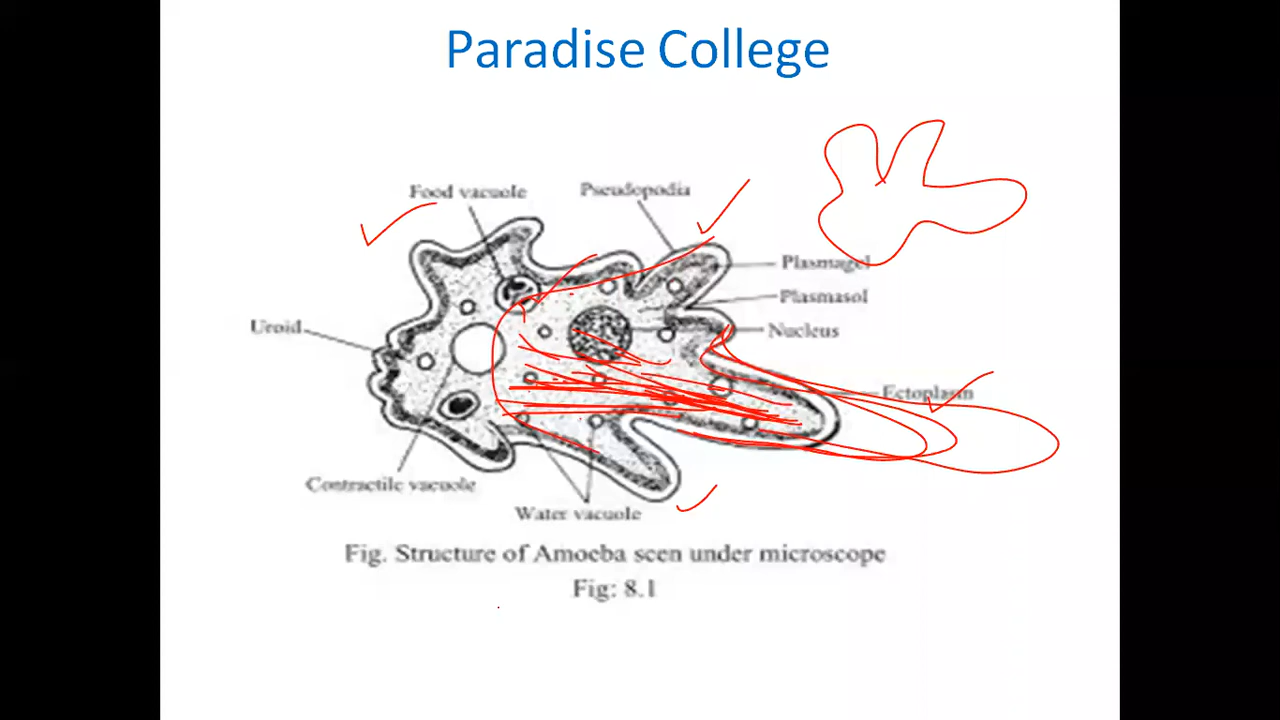 Paradise College
Food vacuole
Pseudopodia
Plasmagel
Plasmasol
Uroid
Nucleus
Ectoplasm
Contractile vacuole
Water vacuole
Fig. Structure of Amoeba seen under microscope
Fig: 8.1